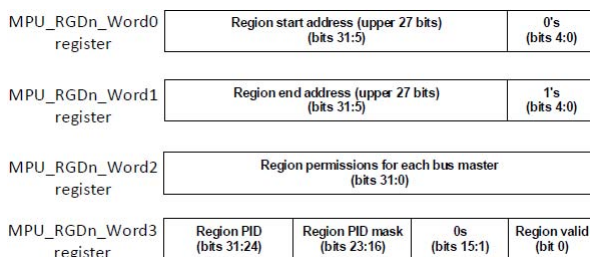 MPU_RGDn_Word0
register
Region start address (upper 27 bits)
(bits 31:5)
0's
(bits 4:0)
MPU_RGDn_Word1
register
Region end address (upper 27 bits)
(bits 31:5)
1's
(bits 4:0)
MPU_RGDn_Word2
register
Region permissions for each bus master
(bits 31:0)
MPU_RGDn_Word3
register
Region PID
(bits 31:24)
Region PID mask
(bits 23:16)
0s
(bits 15:1)
Region valid
(bit 0)